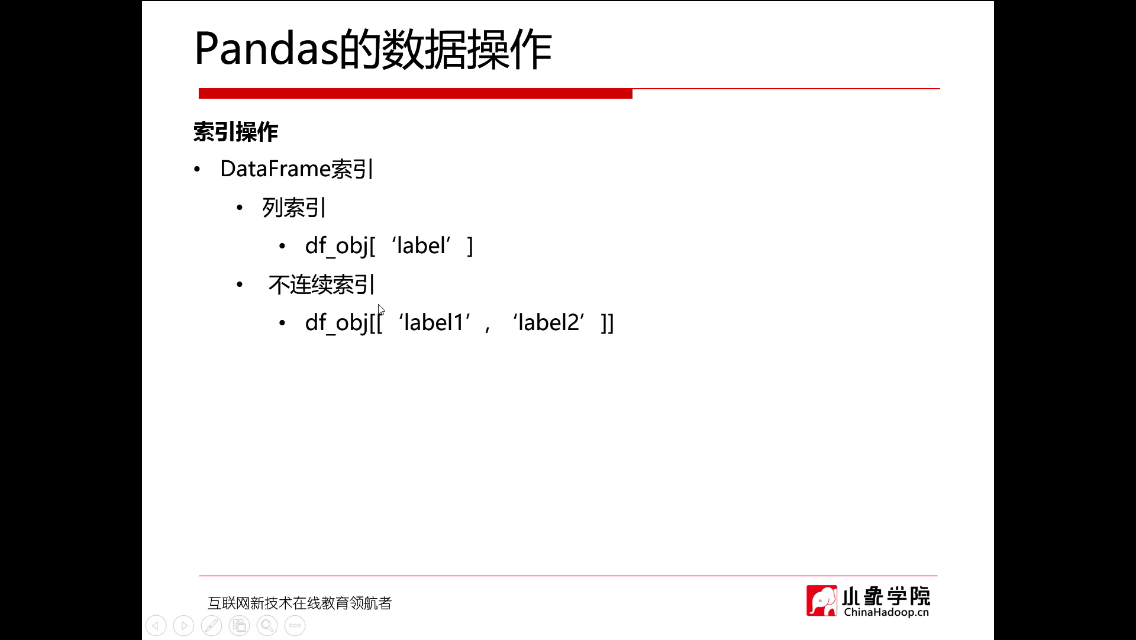 Pandas的数据操作
索引操作
• DataFrame索引
• 列索引
• df_obj[‘label’]
• 不连续索引
• df_obj[[‘label1’, ‘label2’]]
互联网新技术在线教育领航者
小象学院
ChinaHadoop.cn